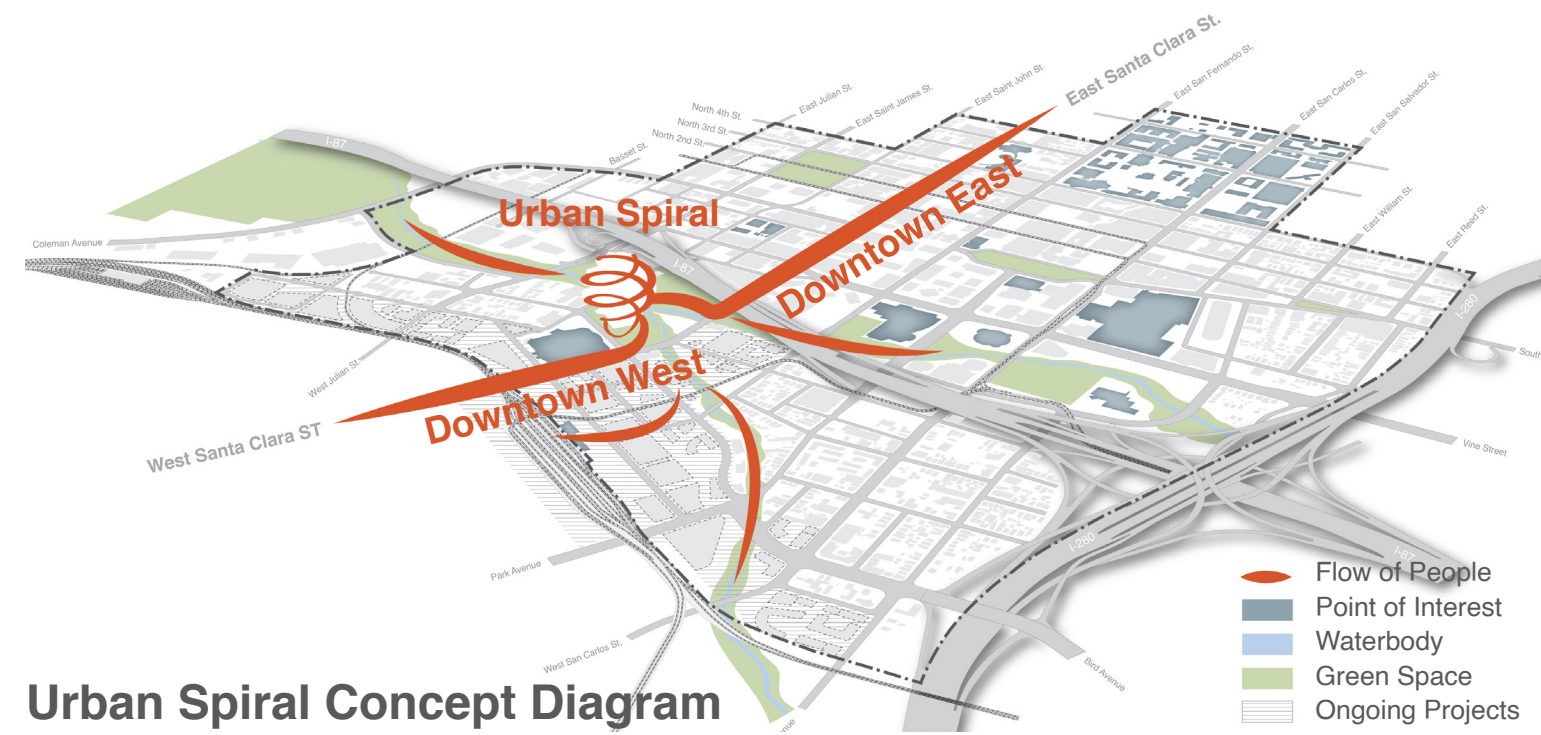 East Santa Clara St.
East San Fernando St,
East San Carlos St,
East San Salvador St.
East Saint John St.
East Julian St.
East Saint James St,
North 4th St.
North 3rd St.
North 2nd St.
Basset St.
I-87
East William St.
East Reed St.
Urban Spiral
Downtown East
Coleman Avenue
I-87
I-280
South
West Julian St.
Downtown West
West Santa Clara ST
Vine Street
Park Avenue
I-280
I-87
West San Carlos St,
Bird Avenue
Flow of People
Point of Interest
Waterbody
Green Space
Ongoing Projects
Urban Spiral Concept Diagram